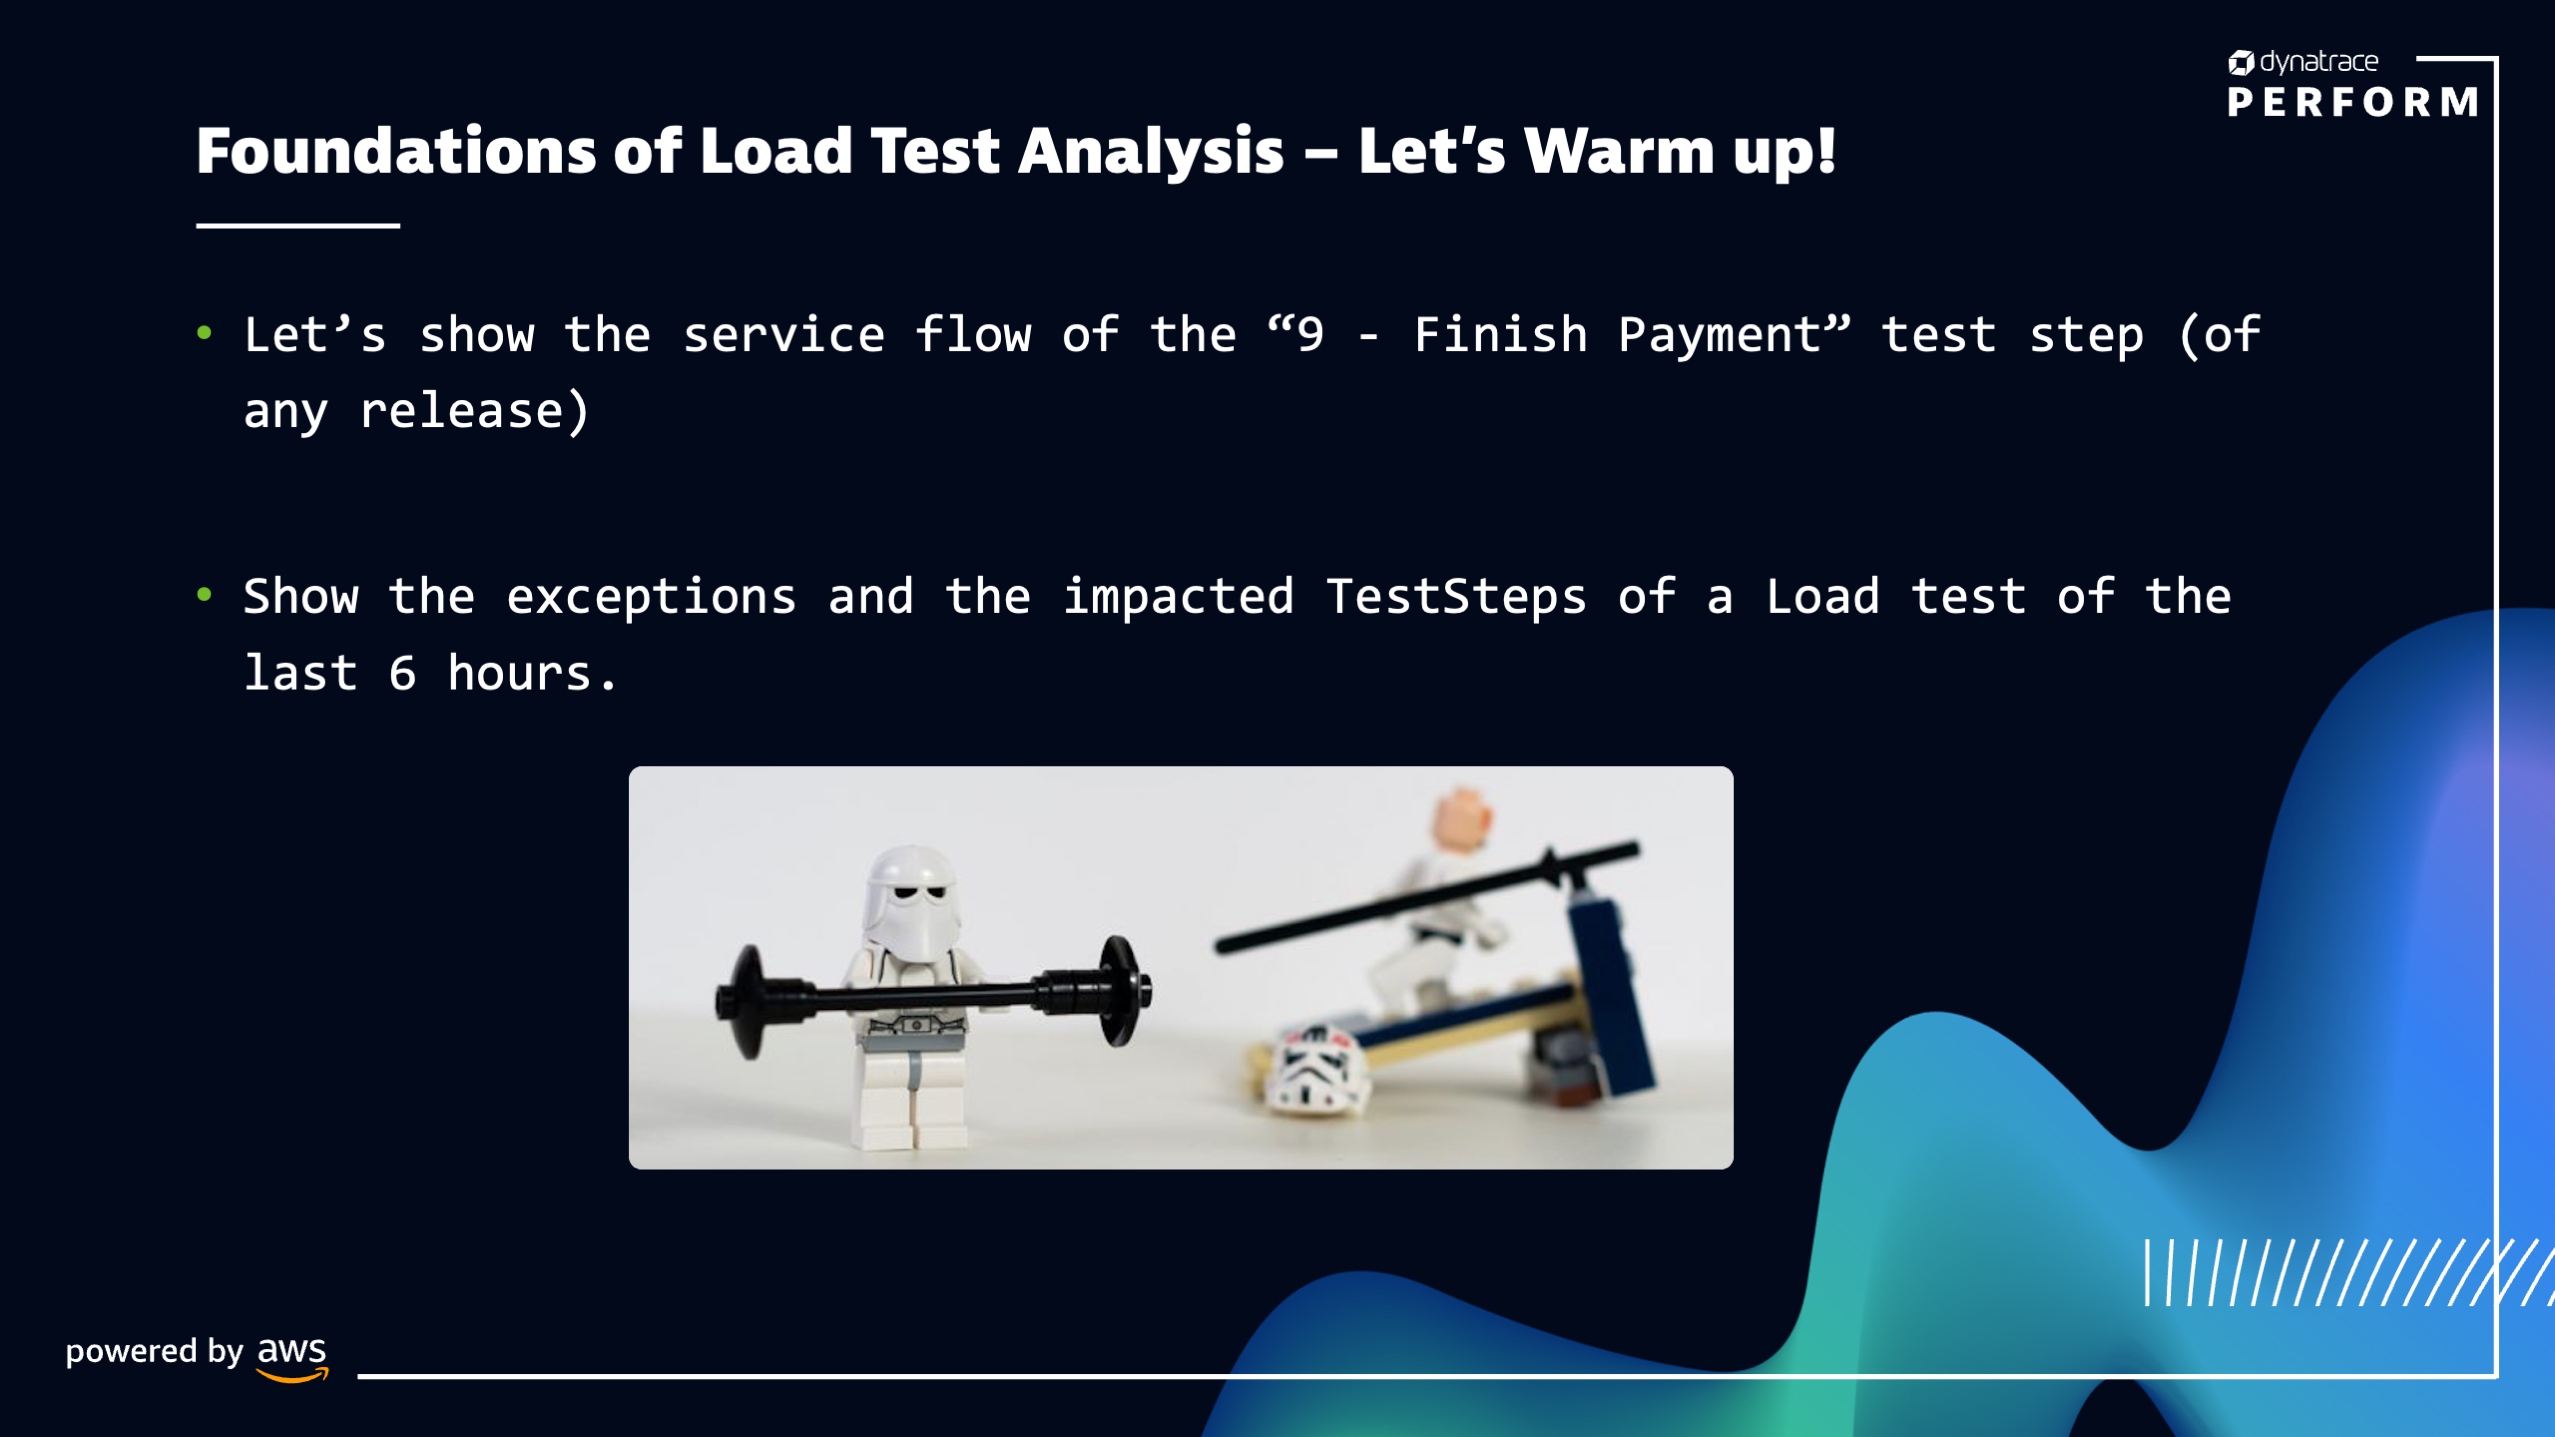 dynatrace
PERFORM
Foundations of Load Test Analysis – Let’s Warm up!
• Let’s show the service flow of the “9 - Finish Payment” test step (of
any release)
• Show the exceptions and the impacted TestSteps of a Load test of the
last 6 hours.
powered by aws